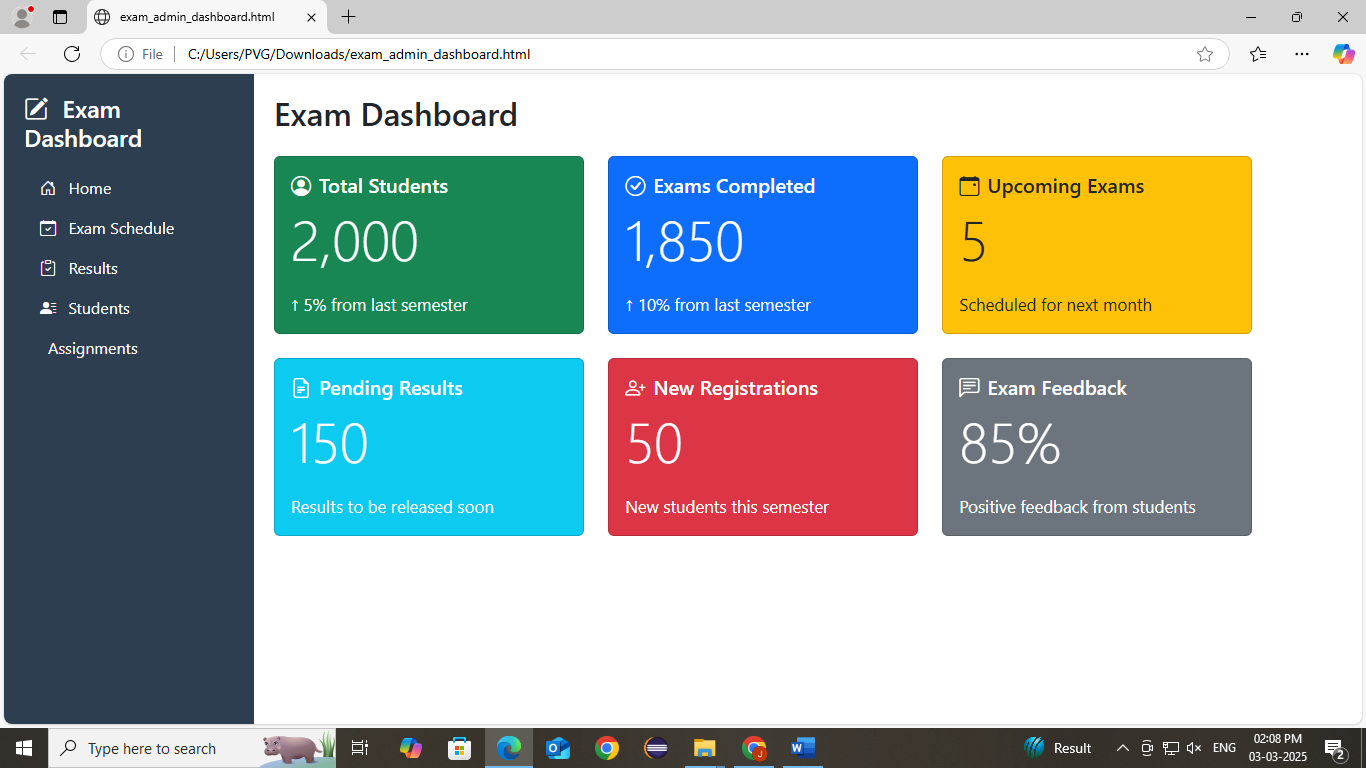 exam_admin_dashboard.html
File
C:/Users/PVG/Downloads/exam_admin_dashboard.html
Exam
Dashboard
Home
Exam Schedule
Results
Students
Assignments
Exam Dashboard
Total Students
2,000
↑ 5% from last semester
Exams Completed
1,850
↑ 10% from last semester
Upcoming Exams
5
Scheduled for next month
Pending Results
150
Results to be released soon
New Registrations
50
New students this semester
Exam Feedback
85%
Positive feedback from students
Type here to search
J
W
Result
ENG
02:08 PM
03-03-2025
2